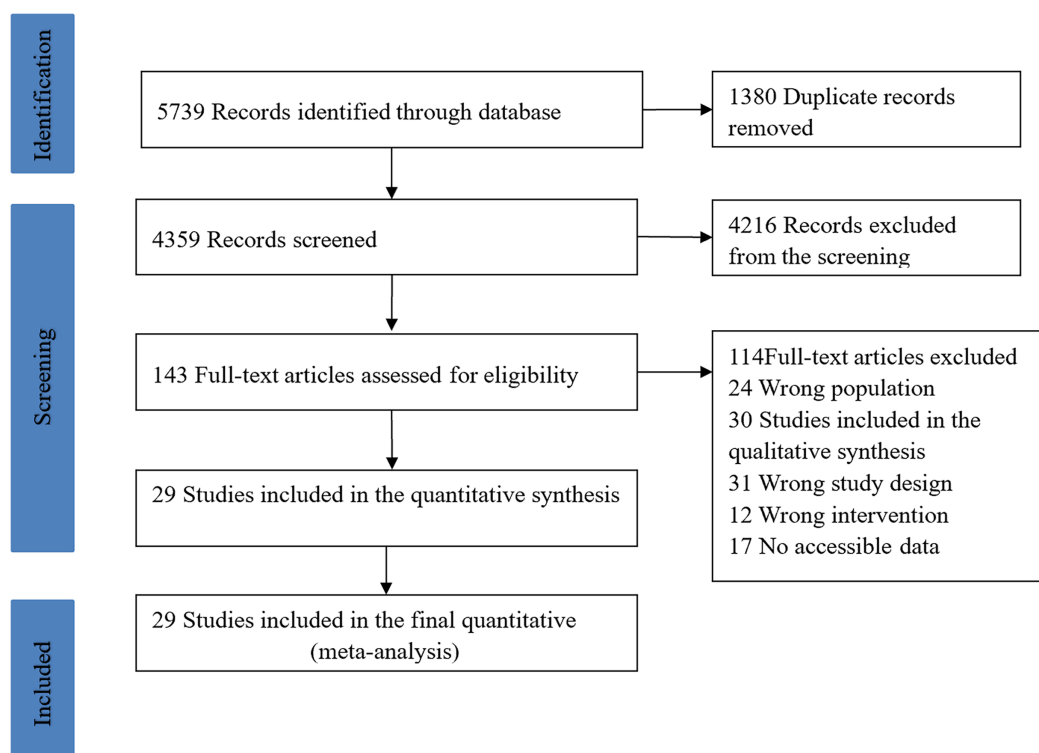 Identification
5739 Records identified through database
1380 Duplicate records
removed
Screening
4359 Records screened
4216 Records excluded
from the screening
143 Full-text articles assessed for eligibility
114Full-text articles excluded
24 Wrong population
30 Studies included in the
qualitative synthesis
31 Wrong study design
12 Wrong intervention
17 No accessible data
29 Studies included in the quantitative synthesis
Included
29 Studies included in the final quantitative
(meta-analysis)